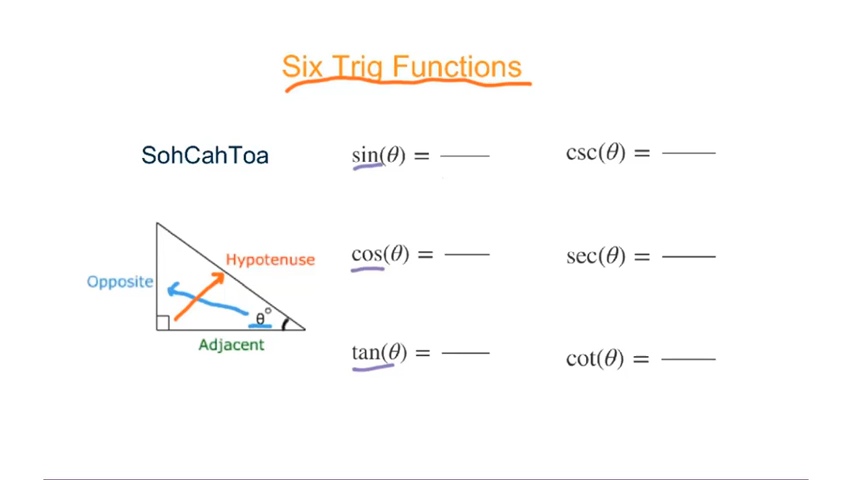 Six Trig Functions
SohCahToa
sin(θ) =
csc(θ) =
Hypotenuse
Opposite
θ°
Adjacent
cos(θ) =
sec(θ) =
tan(θ) =
cot(θ) =